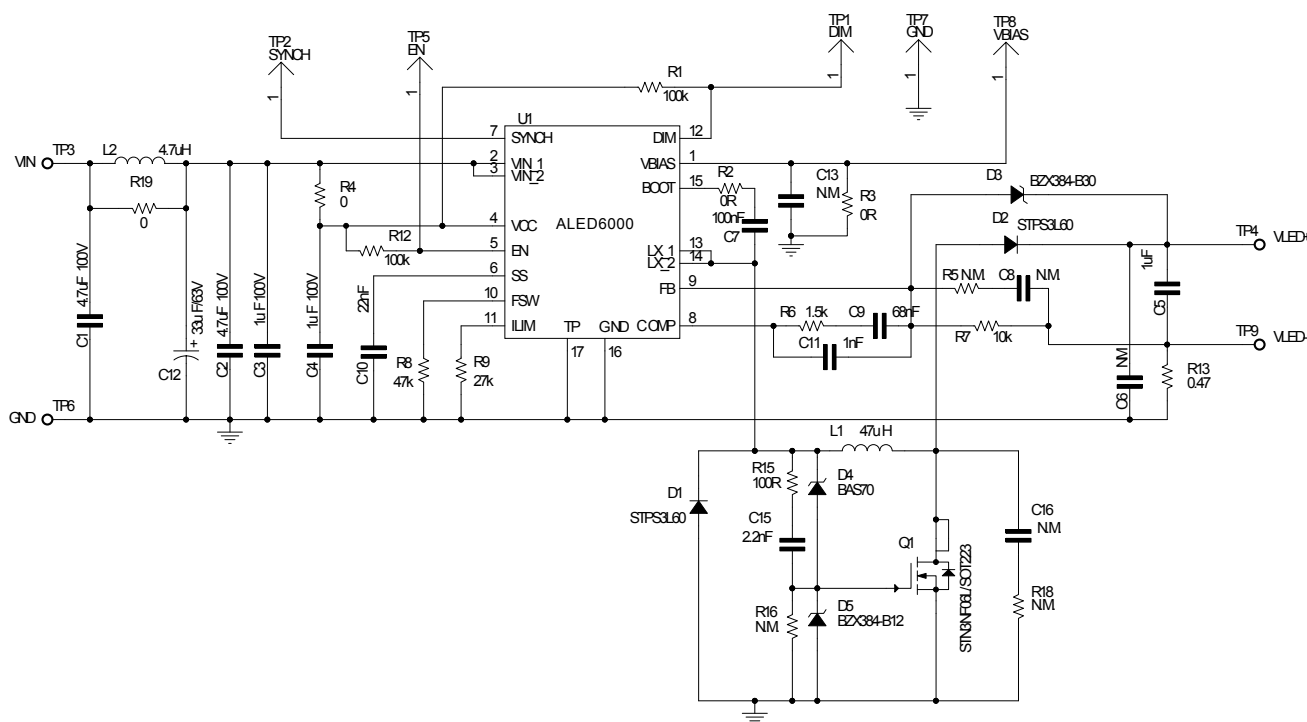 TP1
DIM
TP7
GND
TP8
VBIAS
TP2
SYNCH
TP5
EN
1
1
1
1
1
R1
100k
U1
7
SYNCH
DIM
12
VIN
TP3
L2
4.7uH
2
VIN_1
3
VIN_2
VBIAS
1
BOOT
15
R2
0R
C13
N.M.
R3
0R
D3
BZX384-B30
R19
0
R4
0
4
VCC
ALED6000
100nF
C7
D2
STPS3L60
TP4
VLED+
R12
100k
5
EN
LX_1
13
LX_2
14
6
SS
FB
9
R5 N.M.
C8
N.M.
1uF
C5
10
FSW
11
ILIM
COMP
8
R6
1.5k
C9
68nF
C11
1nF
R7
10k
TP9
VLED-
TP
GND
17
16
C1
4.7uF 100V
+
33uF/63V
C12
C2
4.7uF 100V
C3
1uF 100V
C4
1uF 100V
C10
22nF
R8
47k
R9
27k
C6
NM
R13
0.47
GND
TP6
L1
47uH
D1
STPS3L60
R15
100R
D4
BAS70
C15
2.2nF
Q1
STN3NF06L/SOT223
C16
N.M.
R16
N.M.
D5
BZX384-B12
R18
N.M.